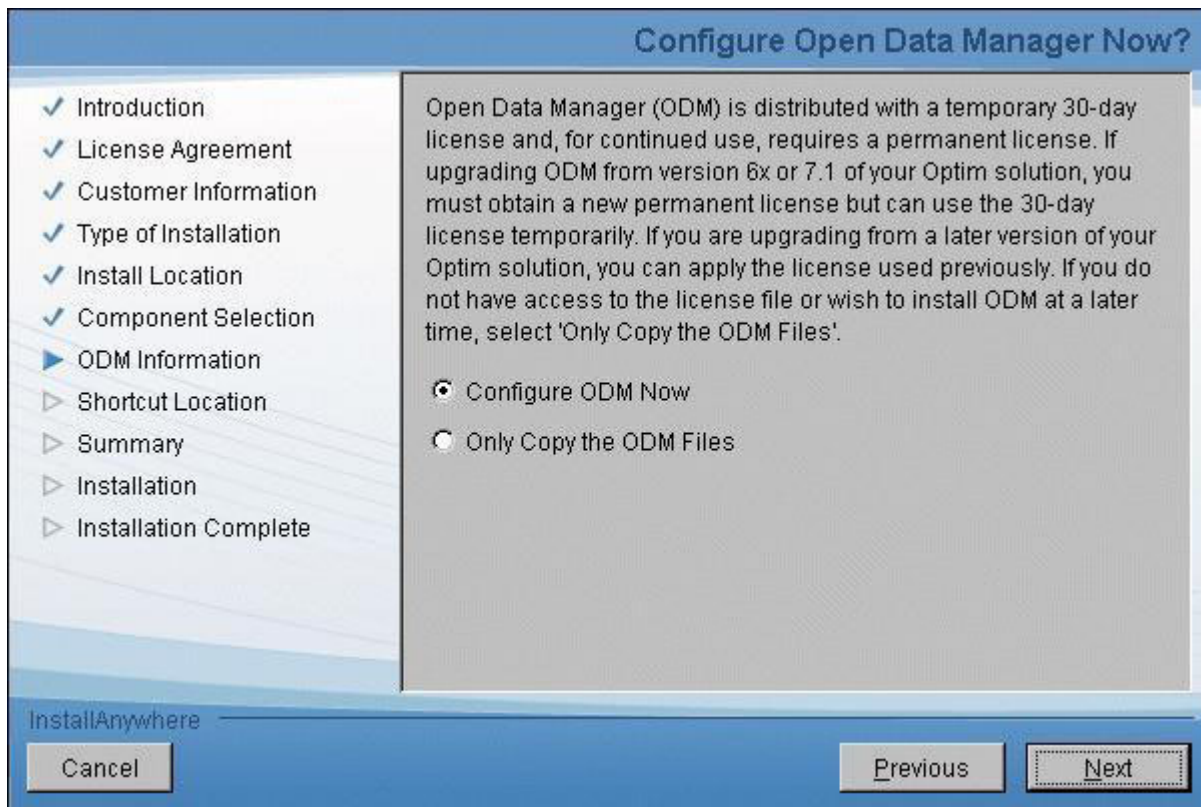 Configure Open Data Manager Now?
Introduction
License Agreement
Customer Information
Type of Installation
Install Location
Component Selection
ODM Information
Shortcut Location
Summary
Installation
Installation Complete
Open Data Manager (ODM) is distributed with a temporary 30-day
license and, for continued use, requires a permanent license. If
upgrading ODM from version 6x or 7.1 of your Optim solution, you
must obtain a new permanent license but can use the 30-day
license temporarily. If you are upgrading from a later version of your
Optim solution, you can apply the license used previously. If you do
not have access to the license file or wish to install ODM at a later
time, select 'Only Copy the ODM Files'.
Configure ODM Now
Only Copy the ODM Files
InstallAnywhere
Cancel
Previous
Next